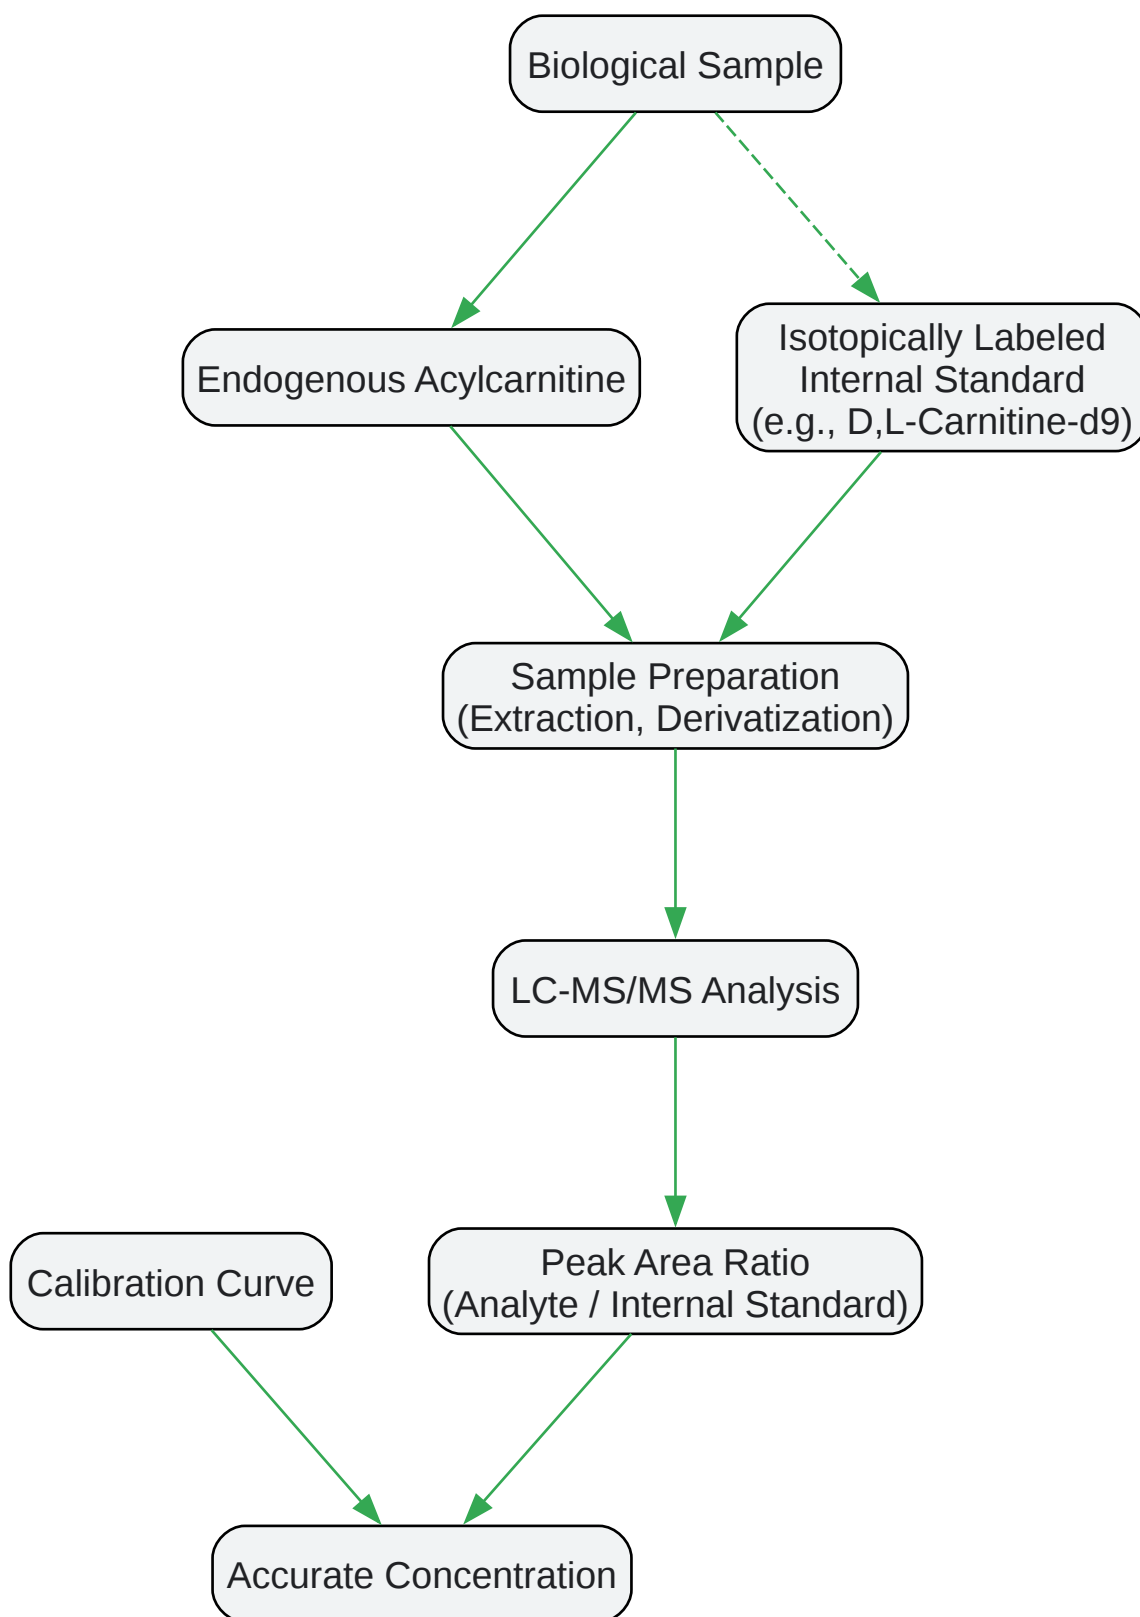 Biological Sample
Endogenous Acylcarnitine
Isotopically Labeled
Internal Standard
(e.g., D,L-Carnitine-d9)
Sample Preparation
(Extraction, Derivatization)
LC-MS/MS Analysis
Calibration Curve
Peak Area Ratio
(Analyte / Internal Standard)
Accurate Concentration